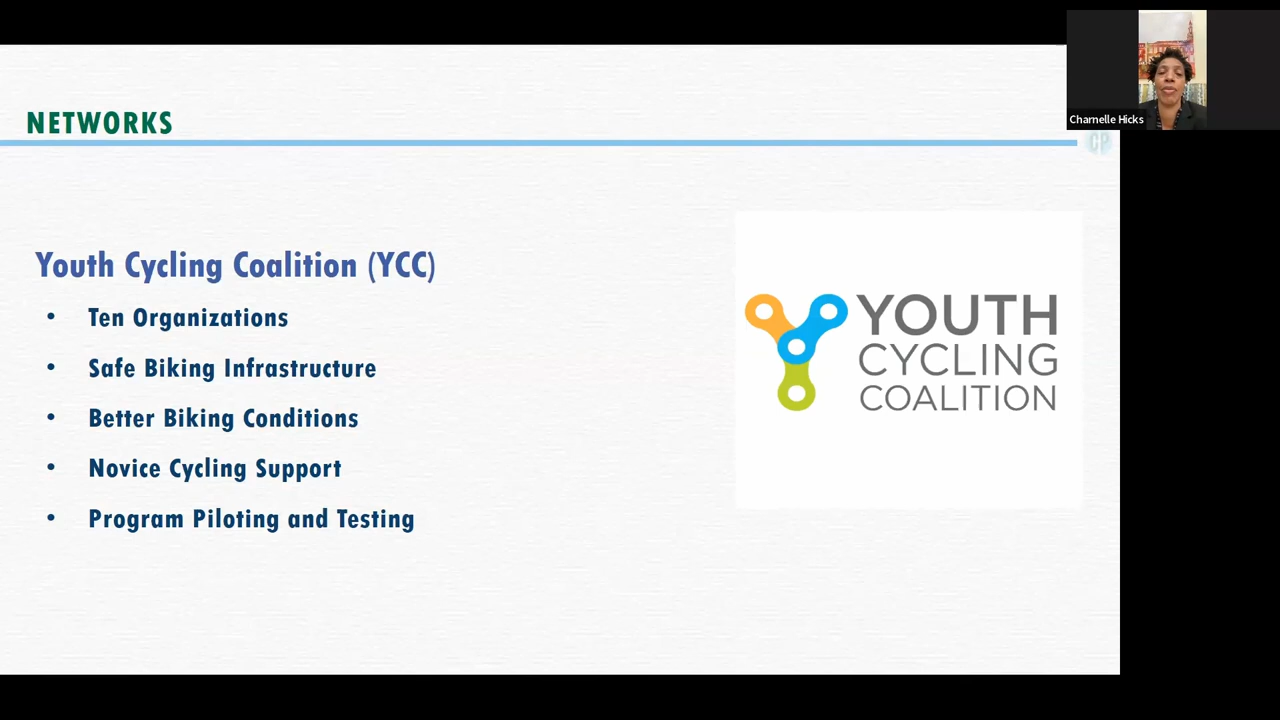 Charnelle Hicks
NETWORKS
CP
Youth Cycling Coalition (YCC)
• Ten Organizations
• Safe Biking Infrastructure
• Better Biking Conditions
• Novice Cycling Support
• Program Piloting and Testing
YOUTH
CYCLING
COALITION